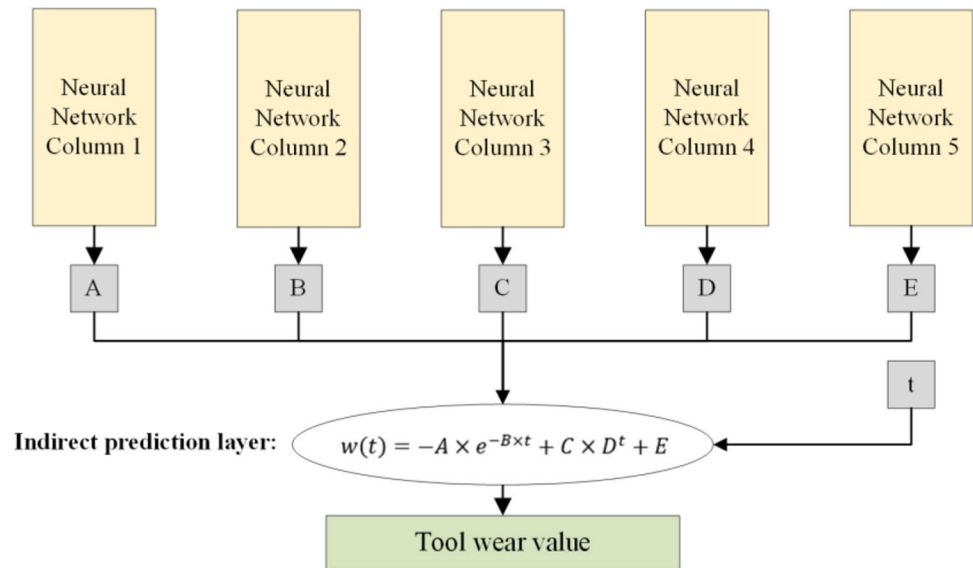 Neural
Network
Column 1
Neural
Network
Column 2
Neural
Network
Column 3
Neural
Network
Column 4
Neural
Network
Column 5
A
B
C
D
E
t
Indirect prediction layer:
w(t) = −A × e^{−B×t} + C × D^t + E
Tool wear value